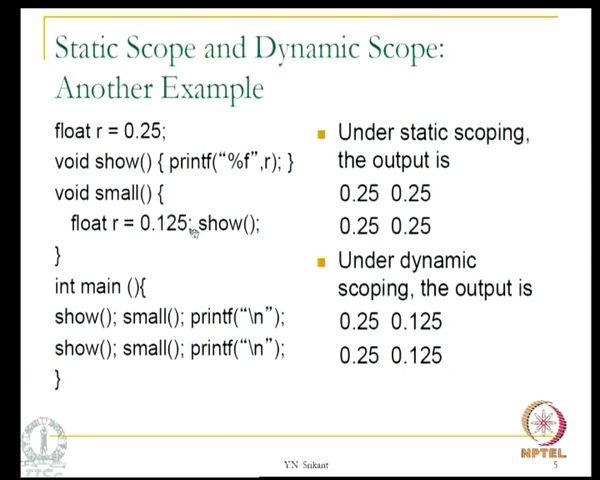 Static Scope and Dynamic Scope:
Another Example
float r = 0.25;
void show() { printf(“%f”,r); }
void small() {
float r = 0.125; show();
}
int main (){
show(); small(); printf(“\n”);
show(); small(); printf(“\n”);
}
Under static scoping,
the output is
0.25 0.25
0.25 0.25
Under dynamic
scoping, the output is
0.25 0.125
0.25 0.125
Y.N. Srikant
NPTEL
5